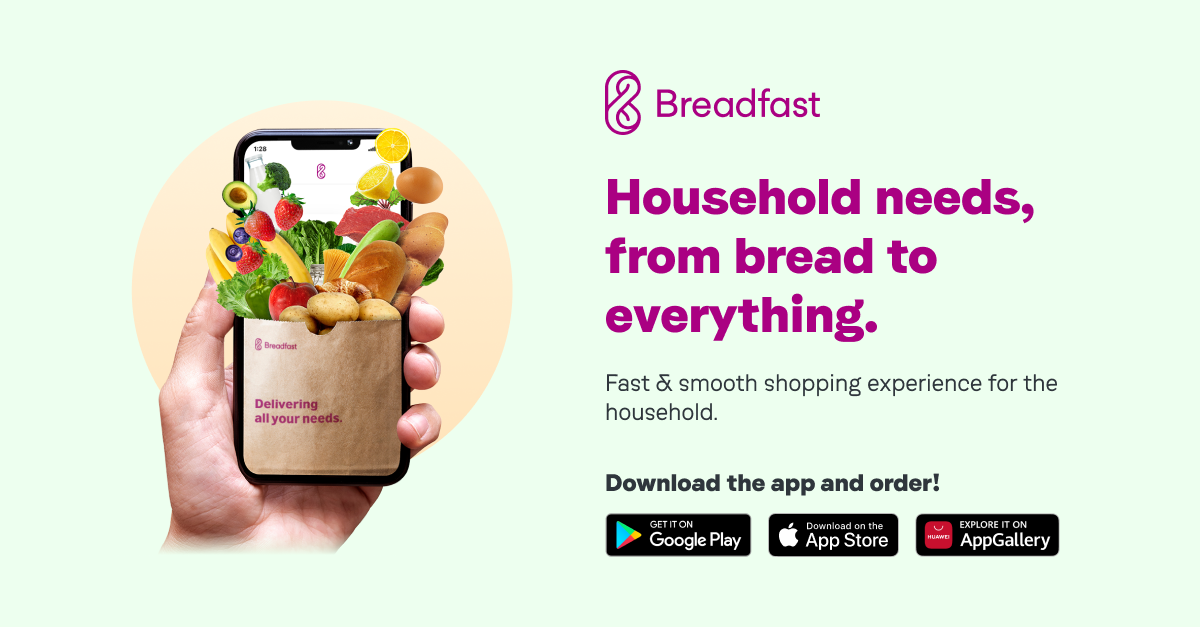 1:28
Breadfast
Delivering
all your needs.
Breadfast
Household needs,
from bread to
everything.
Fast & smooth shopping experience for the
household.
Download the app and order!
GET IT ON
Google Play
Download on the
App Store
HUAWEI
EXPLORE IT ON
AppGallery